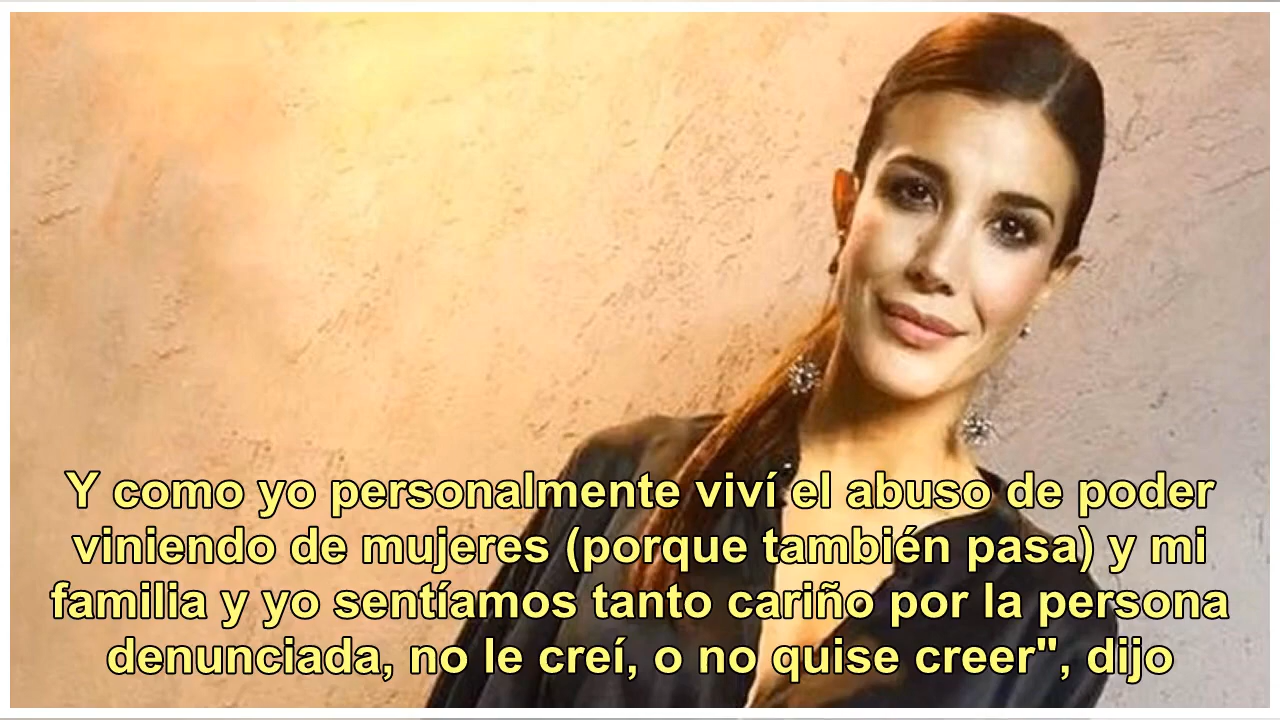 Y como yo personalmente viví el abuso de poder
viniendo de mujeres (porque también pasa) y mi
familia y yo sentíamos tanto cariño por la persona
denunciada, no le creí, o no quise creer", dijo